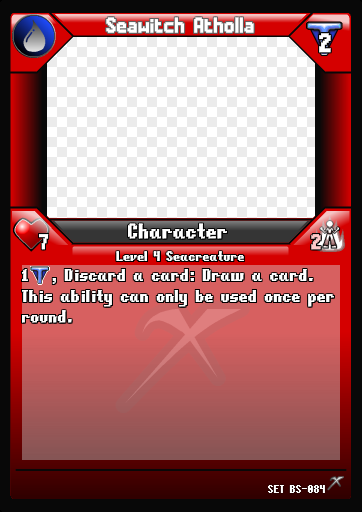 Seawitch Atholla
2
7
Character
2
Level 4 Seacreature
1, Discard a card: Draw a card.
This ability can only be used once per
round.
SET BS-084